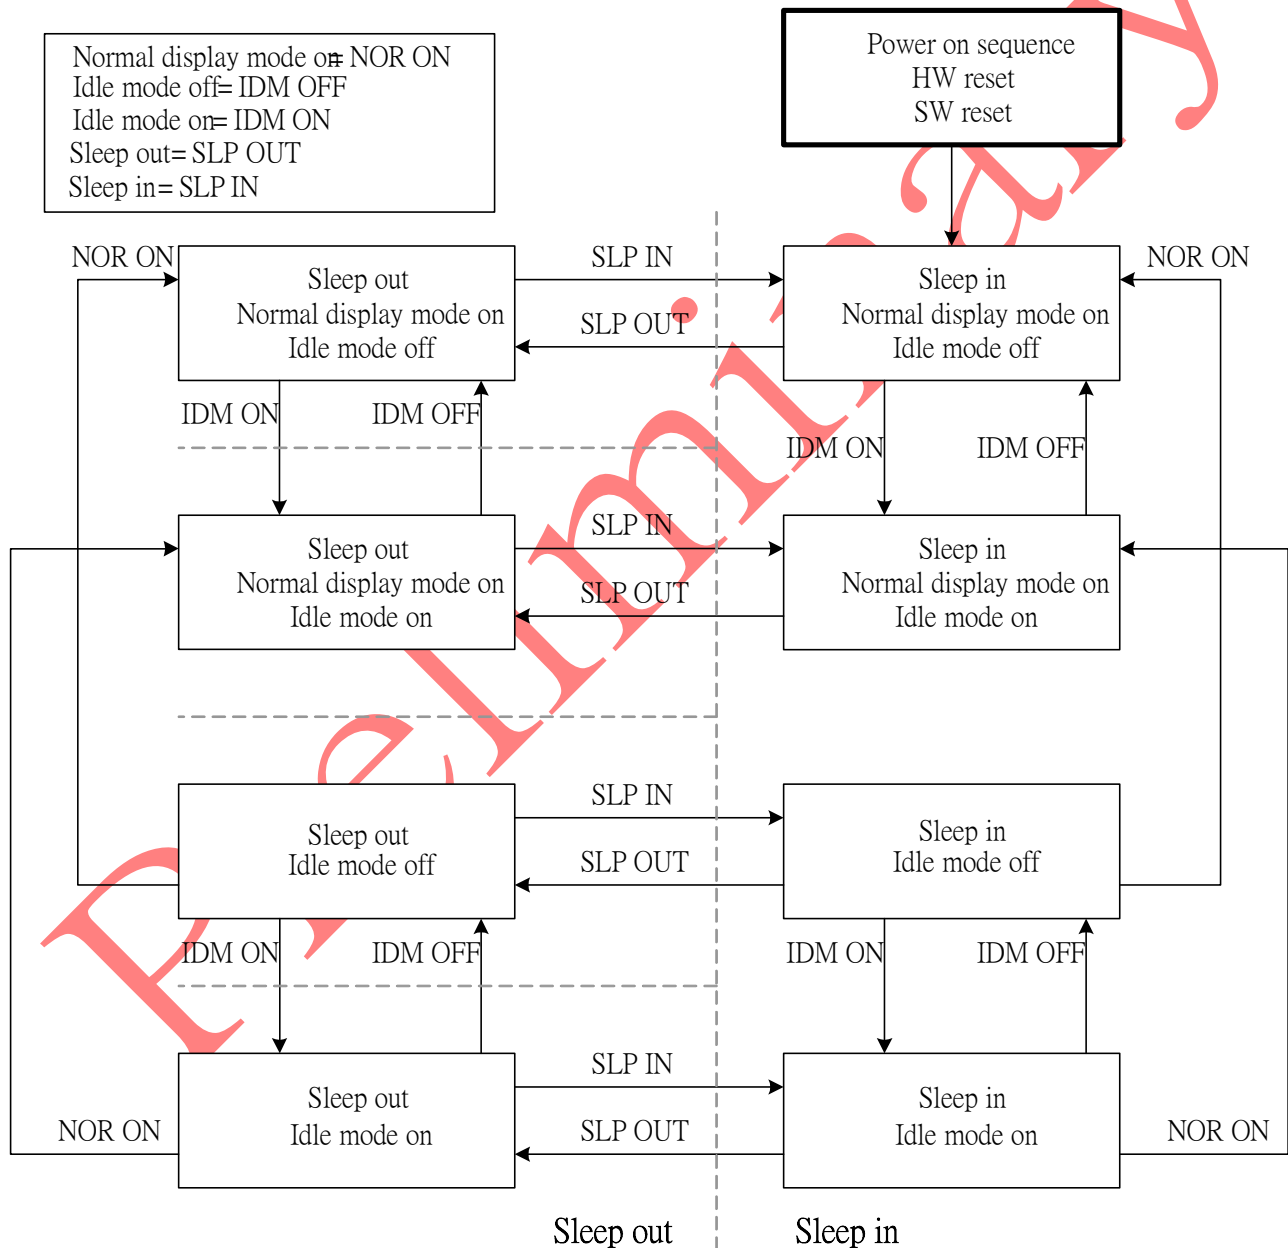 Normal display mode on= NOR ON
Idle mode off= IDM OFF
Idle mode on= IDM ON
Sleep out= SLP OUT
Sleep in= SLP IN
Power on sequence
HW reset
SW reset
NOR ON
Sleep out
Normal display mode on
Idle mode off
SLP IN
SLP OUT
Sleep in
Normal display mode on
Idle mode off
NOR ON
IDM ON
IDM OFF
IDM ON
IDM OFF
Sleep out
Normal display mode on
Idle mode on
SLP IN
SLP OUT
Sleep in
Normal display mode on
Idle mode on
Sleep out
Idle mode off
SLP IN
SLP OUT
Sleep in
Idle mode off
IDM ON
IDM OFF
IDM ON
IDM OFF
NOR ON
Sleep out
Idle mode on
SLP IN
SLP OUT
Sleep in
Idle mode on
NOR ON
Sleep out
Sleep in